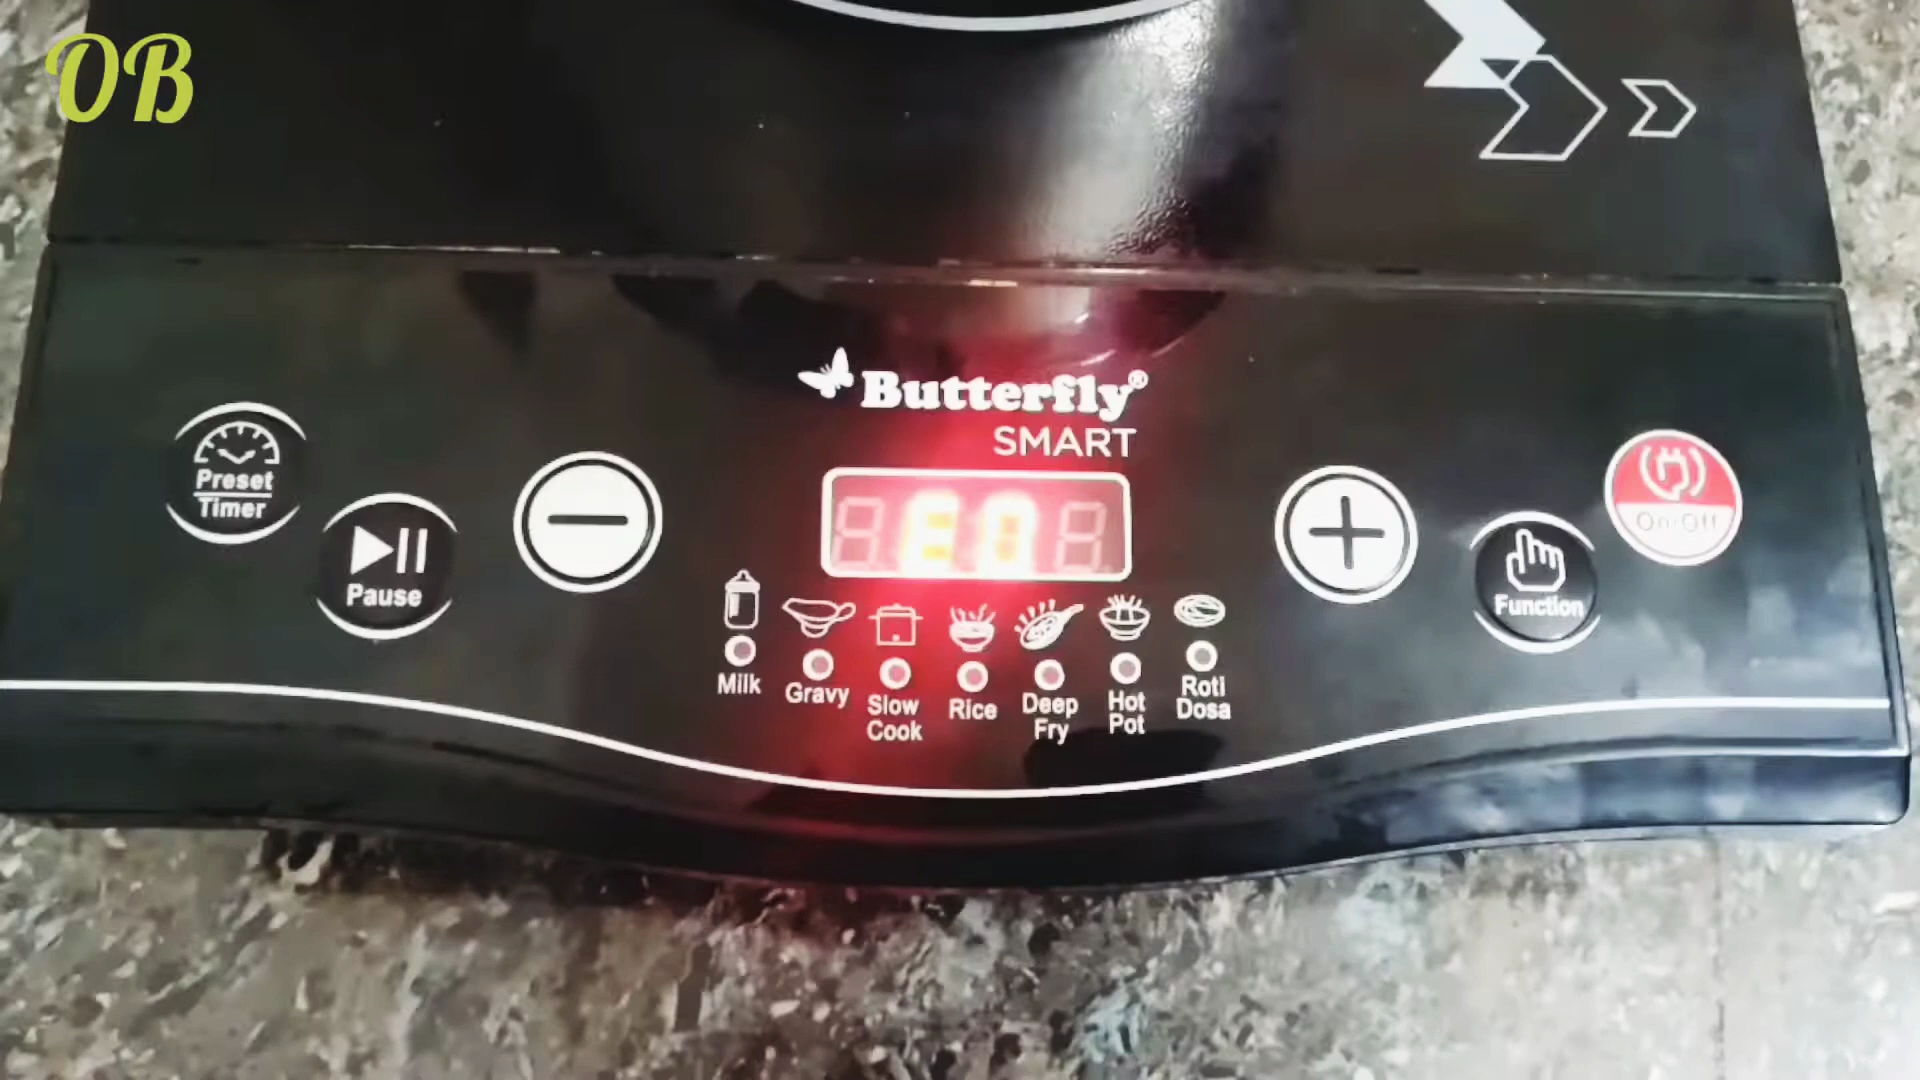 OB
Butterfly®
SMART
E0
Preset
Timer
Pause
On/Off
Function
Milk
Gravy
Slow
Cook
Rice
Deep
Fry
Hot
Pot
Roti
Dosa